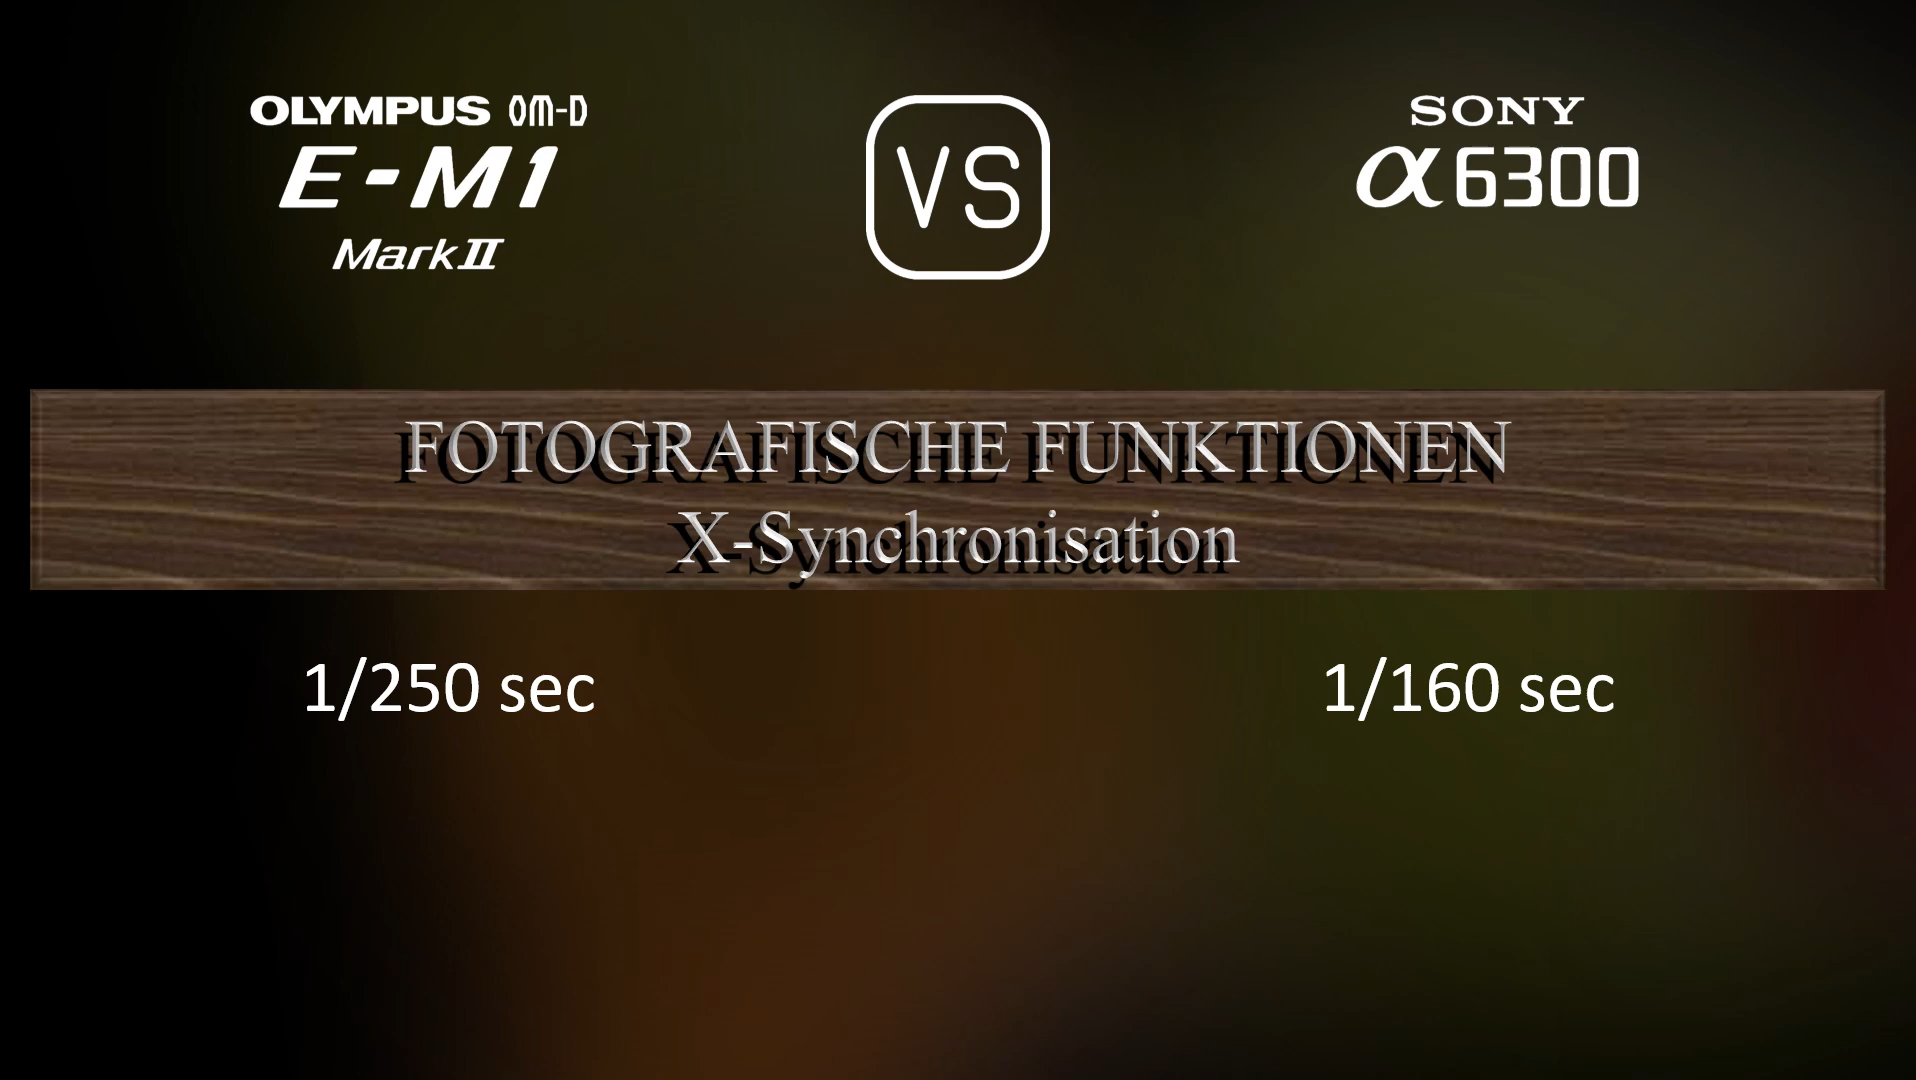 OLYMPUS OM-D
E-M1
Mark II
VS
SONY
α6300
FOTOGRAFISCHE FUNKTIONEN
X-Synchronisation
1/250 sec
1/160 sec